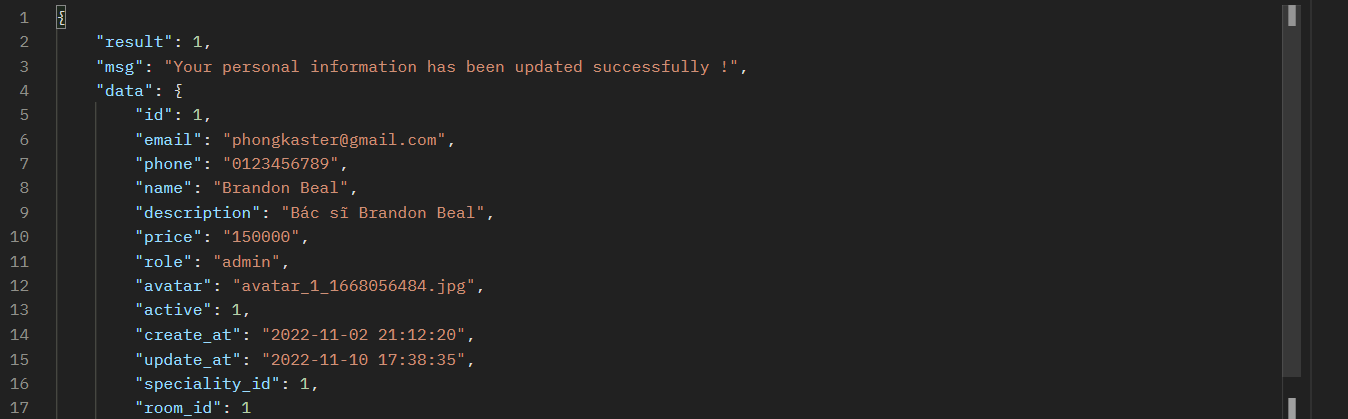 1 {
2 "result": 1,
3 "msg": "Your personal information has been updated successfully !",
4 "data": {
5 "id": 1,
6 "email": "phongkaster@gmail.com",
7 "phone": "0123456789",
8 "name": "Brandon Beal",
9 "description": "Bác sĩ Brandon Beal",
10 "price": "150000",
11 "role": "admin",
12 "avatar": "avatar_1_1668056484.jpg",
13 "active": 1,
14 "create_at": "2022-11-02 21:12:20",
15 "update_at": "2022-11-10 17:38:35",
16 "speciality_id": 1,
17 "room_id": 1